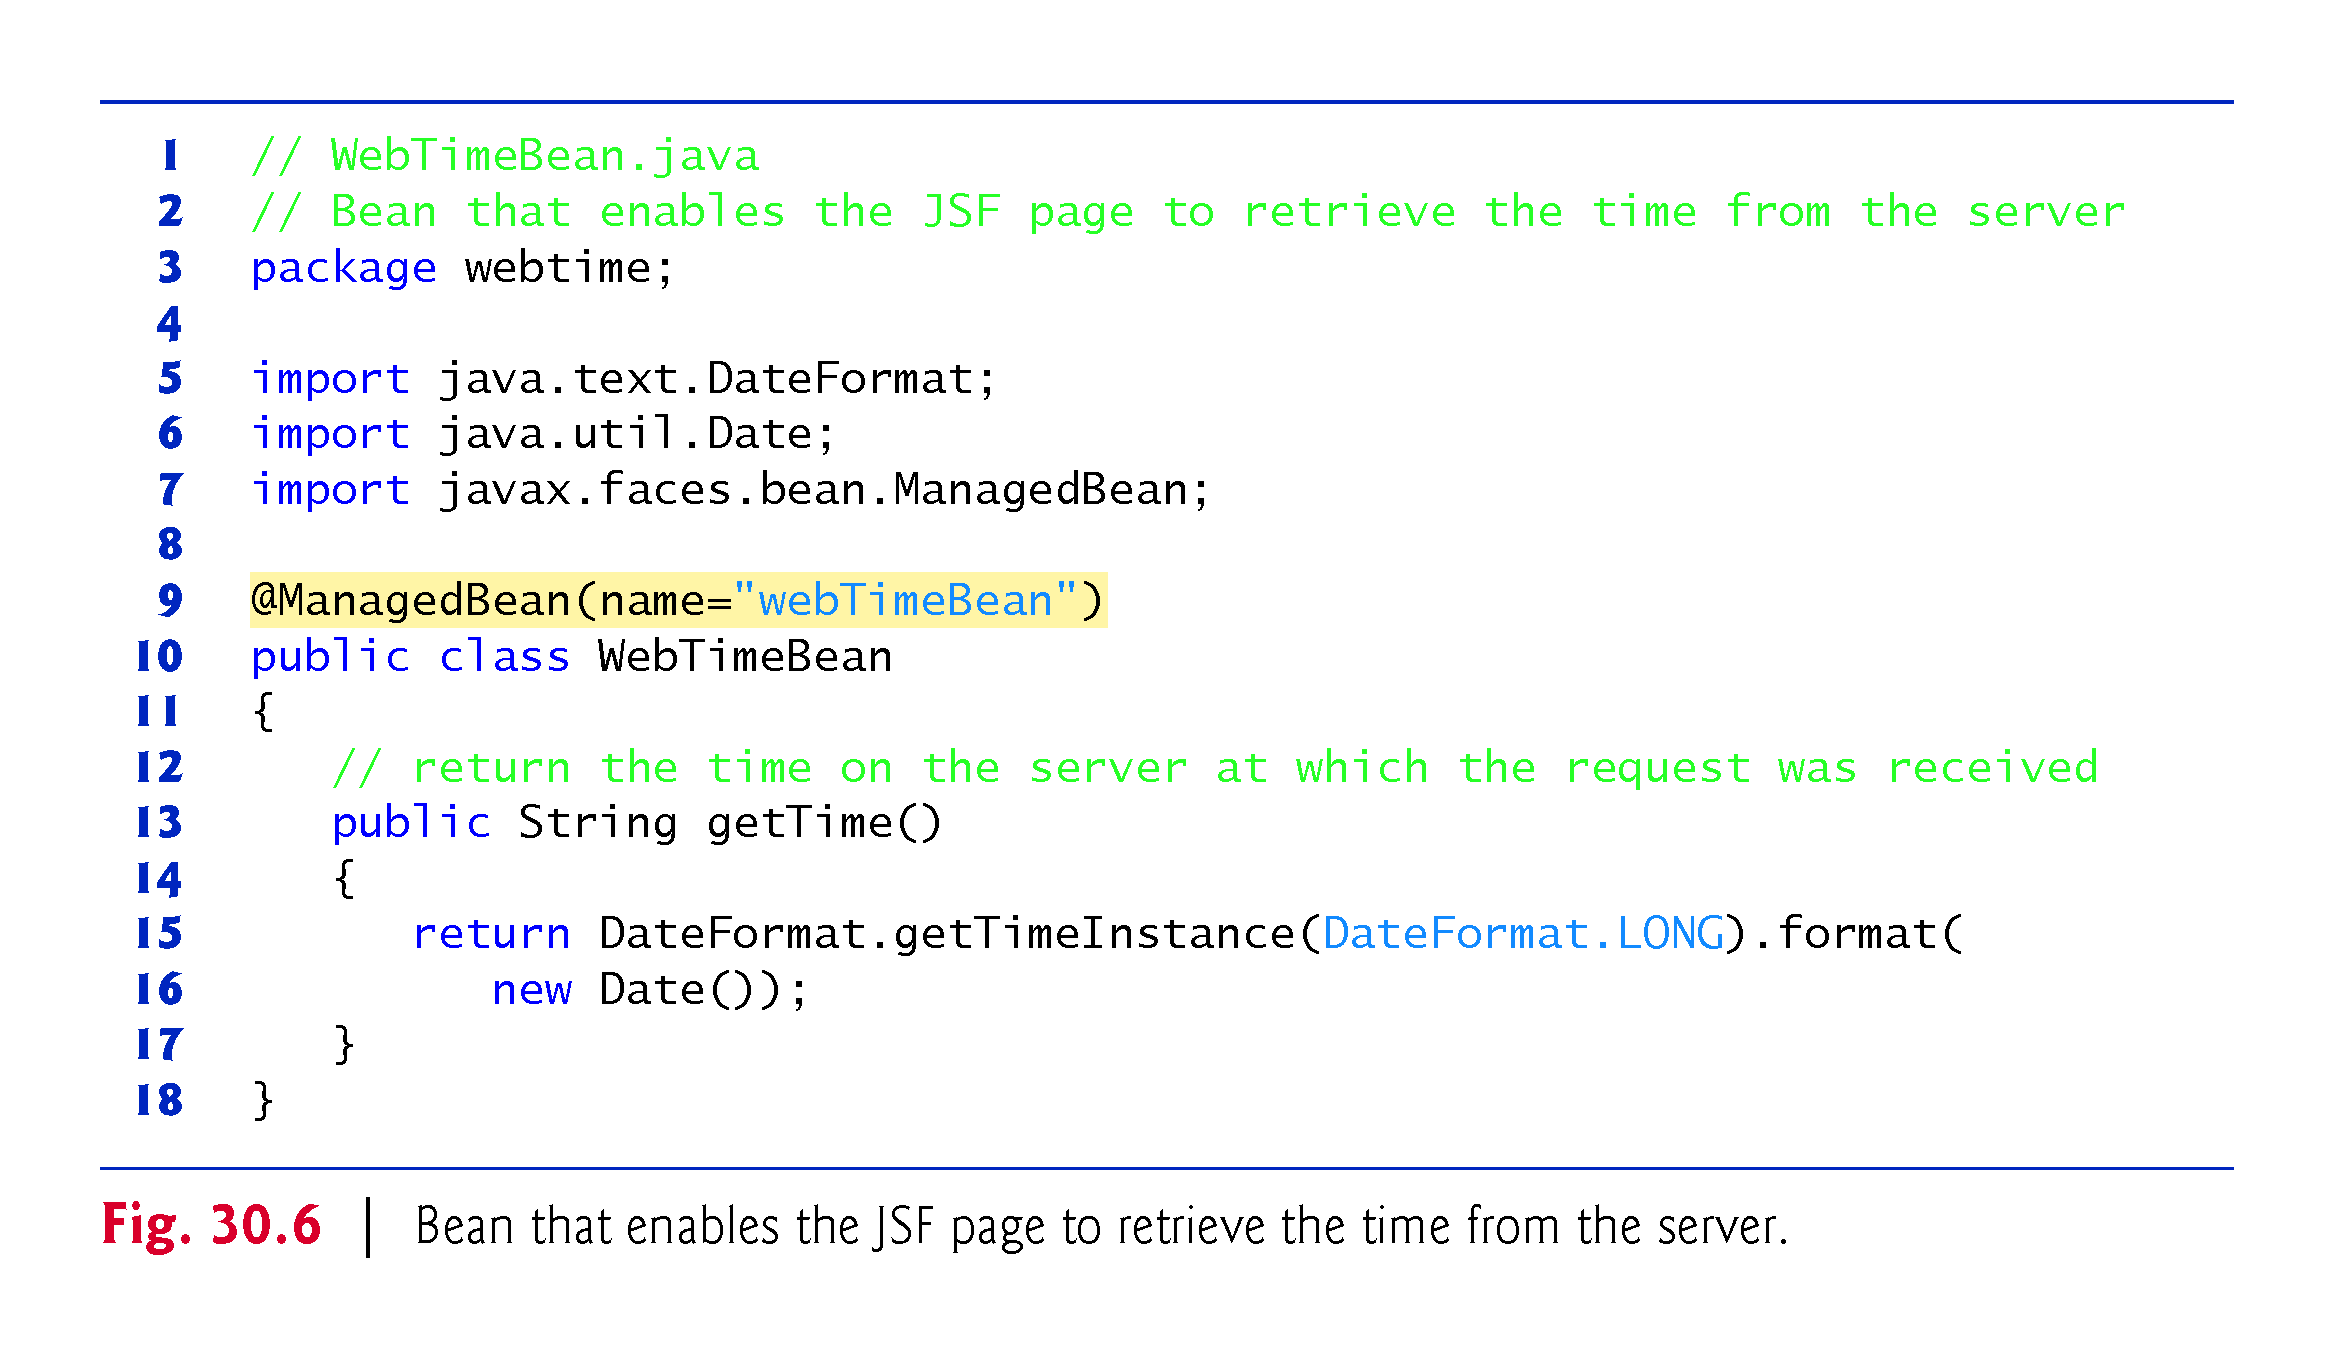 1 // WebTimeBean.java
2 // Bean that enables the JSF page to retrieve the time from the server
3 package webtime;
4
5 import java.text.DateFormat;
6 import java.util.Date;
7 import javax.faces.bean.ManagedBean;
8
9 @ManagedBean(name="webTimeBean")
10 public class WebTimeBean
11 {
12    // return the time on the server at which the request was received
13    public String getTime()
14    {
15       return DateFormat.getTimeInstance(DateFormat.LONG).format(
16          new Date());
17    }
18 }
Fig. 30.6 | Bean that enables the JSF page to retrieve the time from the server.